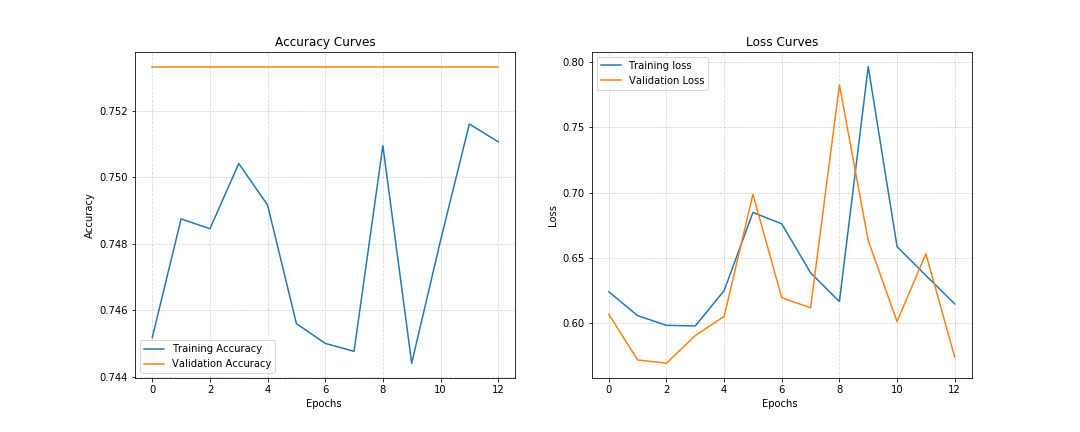 Accuracy Curves
Accuracy
0.752
0.750
0.748
0.746
0.744
Training Accuracy
Validation Accuracy
0 2 4 6 8 10 12
Epochs
Loss Curves
Loss
0.80
0.75
0.70
0.65
0.60
Training loss
Validation Loss
0 2 4 6 8 10 12
Epochs